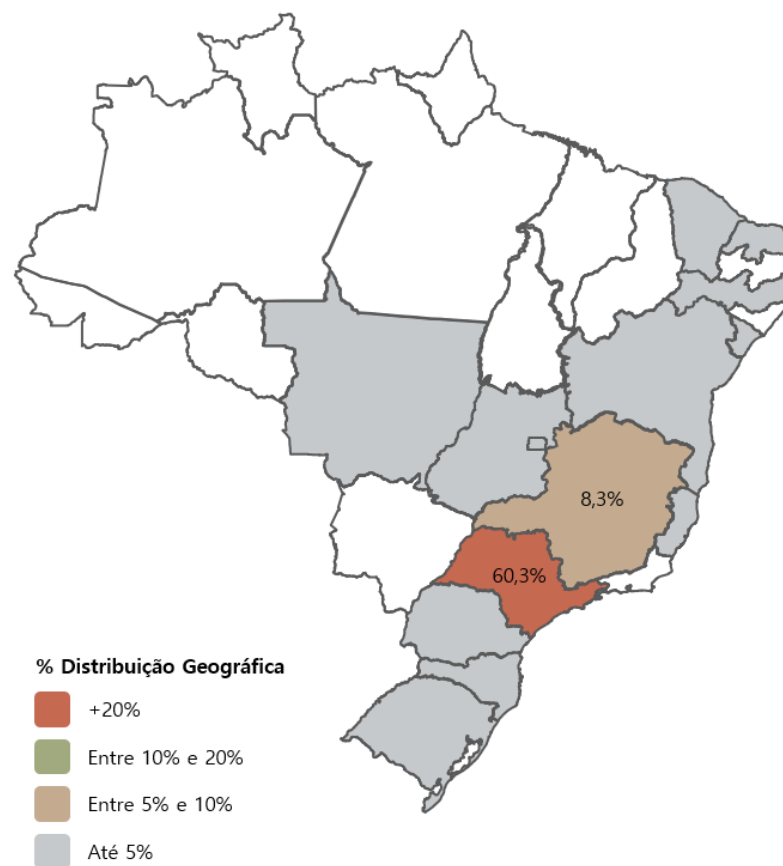 8,3%
60,3%
% Distribuição Geográfica
+20%
Entre 10% e 20%
Entre 5% e 10%
Até 5%